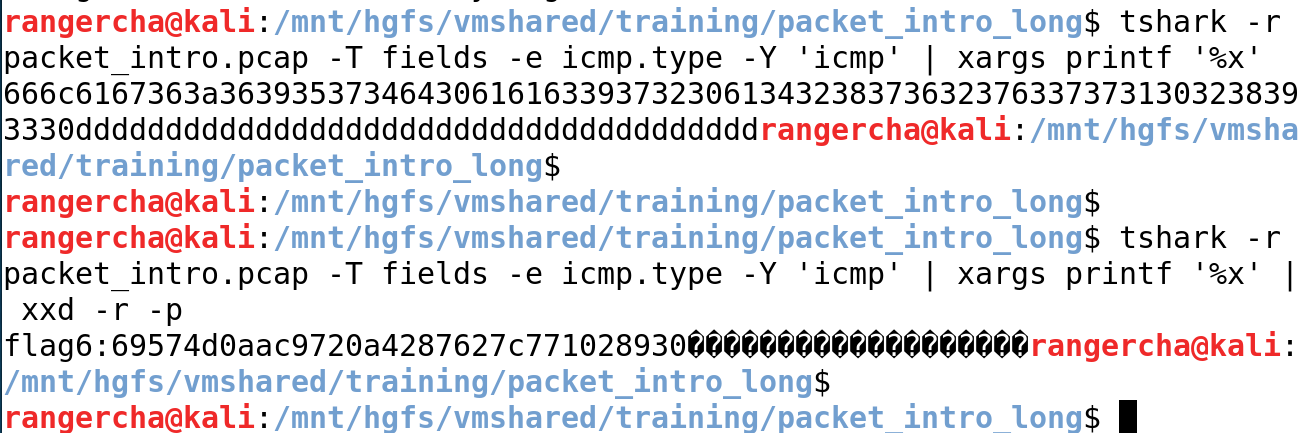 rangercha@kali:/mnt/hgfs/vmshared/training/packet_intro_long$ tshark -r
packet_intro.pcap -T fields -e icmp.type -Y 'icmp' | xargs printf '%x'
666c6167363a363935373464306161633937323061343238373632376337373130323839
3330ddddddddddddddddddddddddddddddddddddddrangercha@kali:/mnt/hgfs/vmsha
red/training/packet_intro_long$
rangercha@kali:/mnt/hgfs/vmshared/training/packet_intro_long$
rangercha@kali:/mnt/hgfs/vmshared/training/packet_intro_long$ tshark -r
packet_intro.pcap -T fields -e icmp.type -Y 'icmp' | xargs printf '%x' |
 xxd -r -p
flag6:69574d0aac9720a4287627c771028930�������������������rangercha@kali:
/mnt/hgfs/vmshared/training/packet_intro_long$
rangercha@kali:/mnt/hgfs/vmshared/training/packet_intro_long$